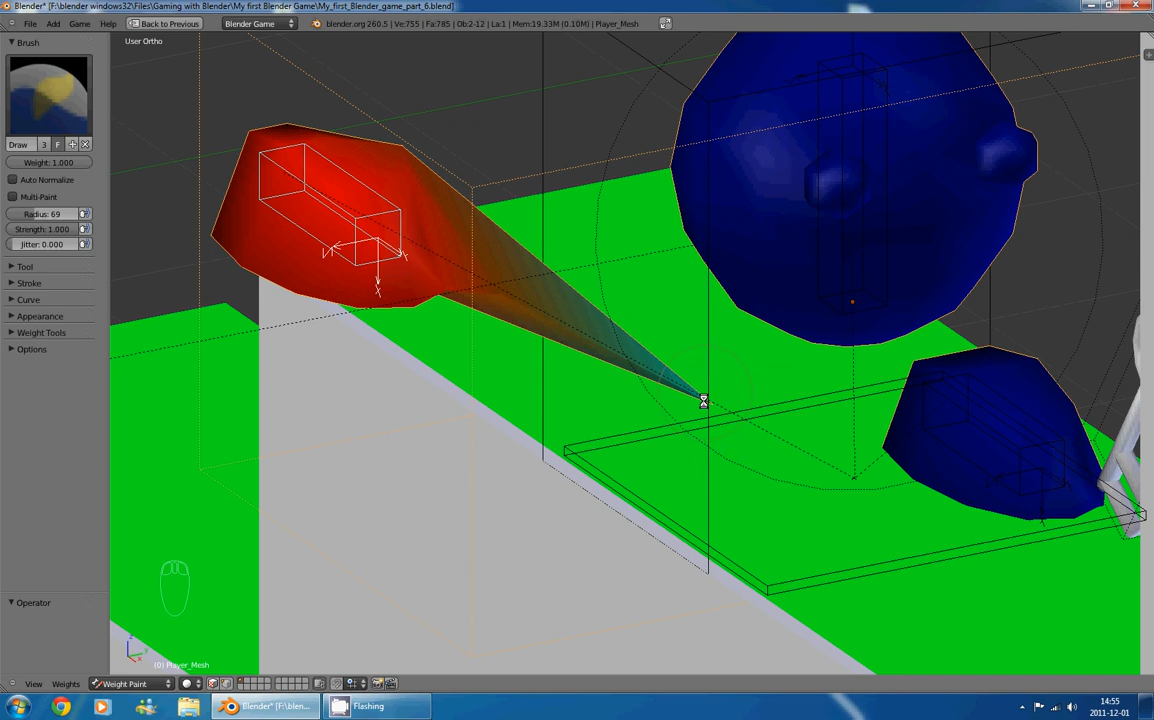 Blender* [F:\blender windows32\Files\Gaming with Blender\My first Blender Game\My_first_Blender_game_part_6.blend]
File Add Game Help Back to Previous Blender Game blender.org 260.5 | Ve:755 | Fa:785 | Ob:2-12 | La:1 | Mem:19.33M (0.10M) | Player_Mesh
Brush
User Ortho
Draw 3 F
Weight: 1.000
Auto Normalize
Multi-Paint
Radius: 69
Strength: 1.000
Jitter: 0.000
Tool
Stroke
Curve
Appearance
Weight Tools
Options
Operator
(0) Player_Mesh
View Weights Weight Paint
Blender* [F:\blen... Flashing
14:55
2011-12-01